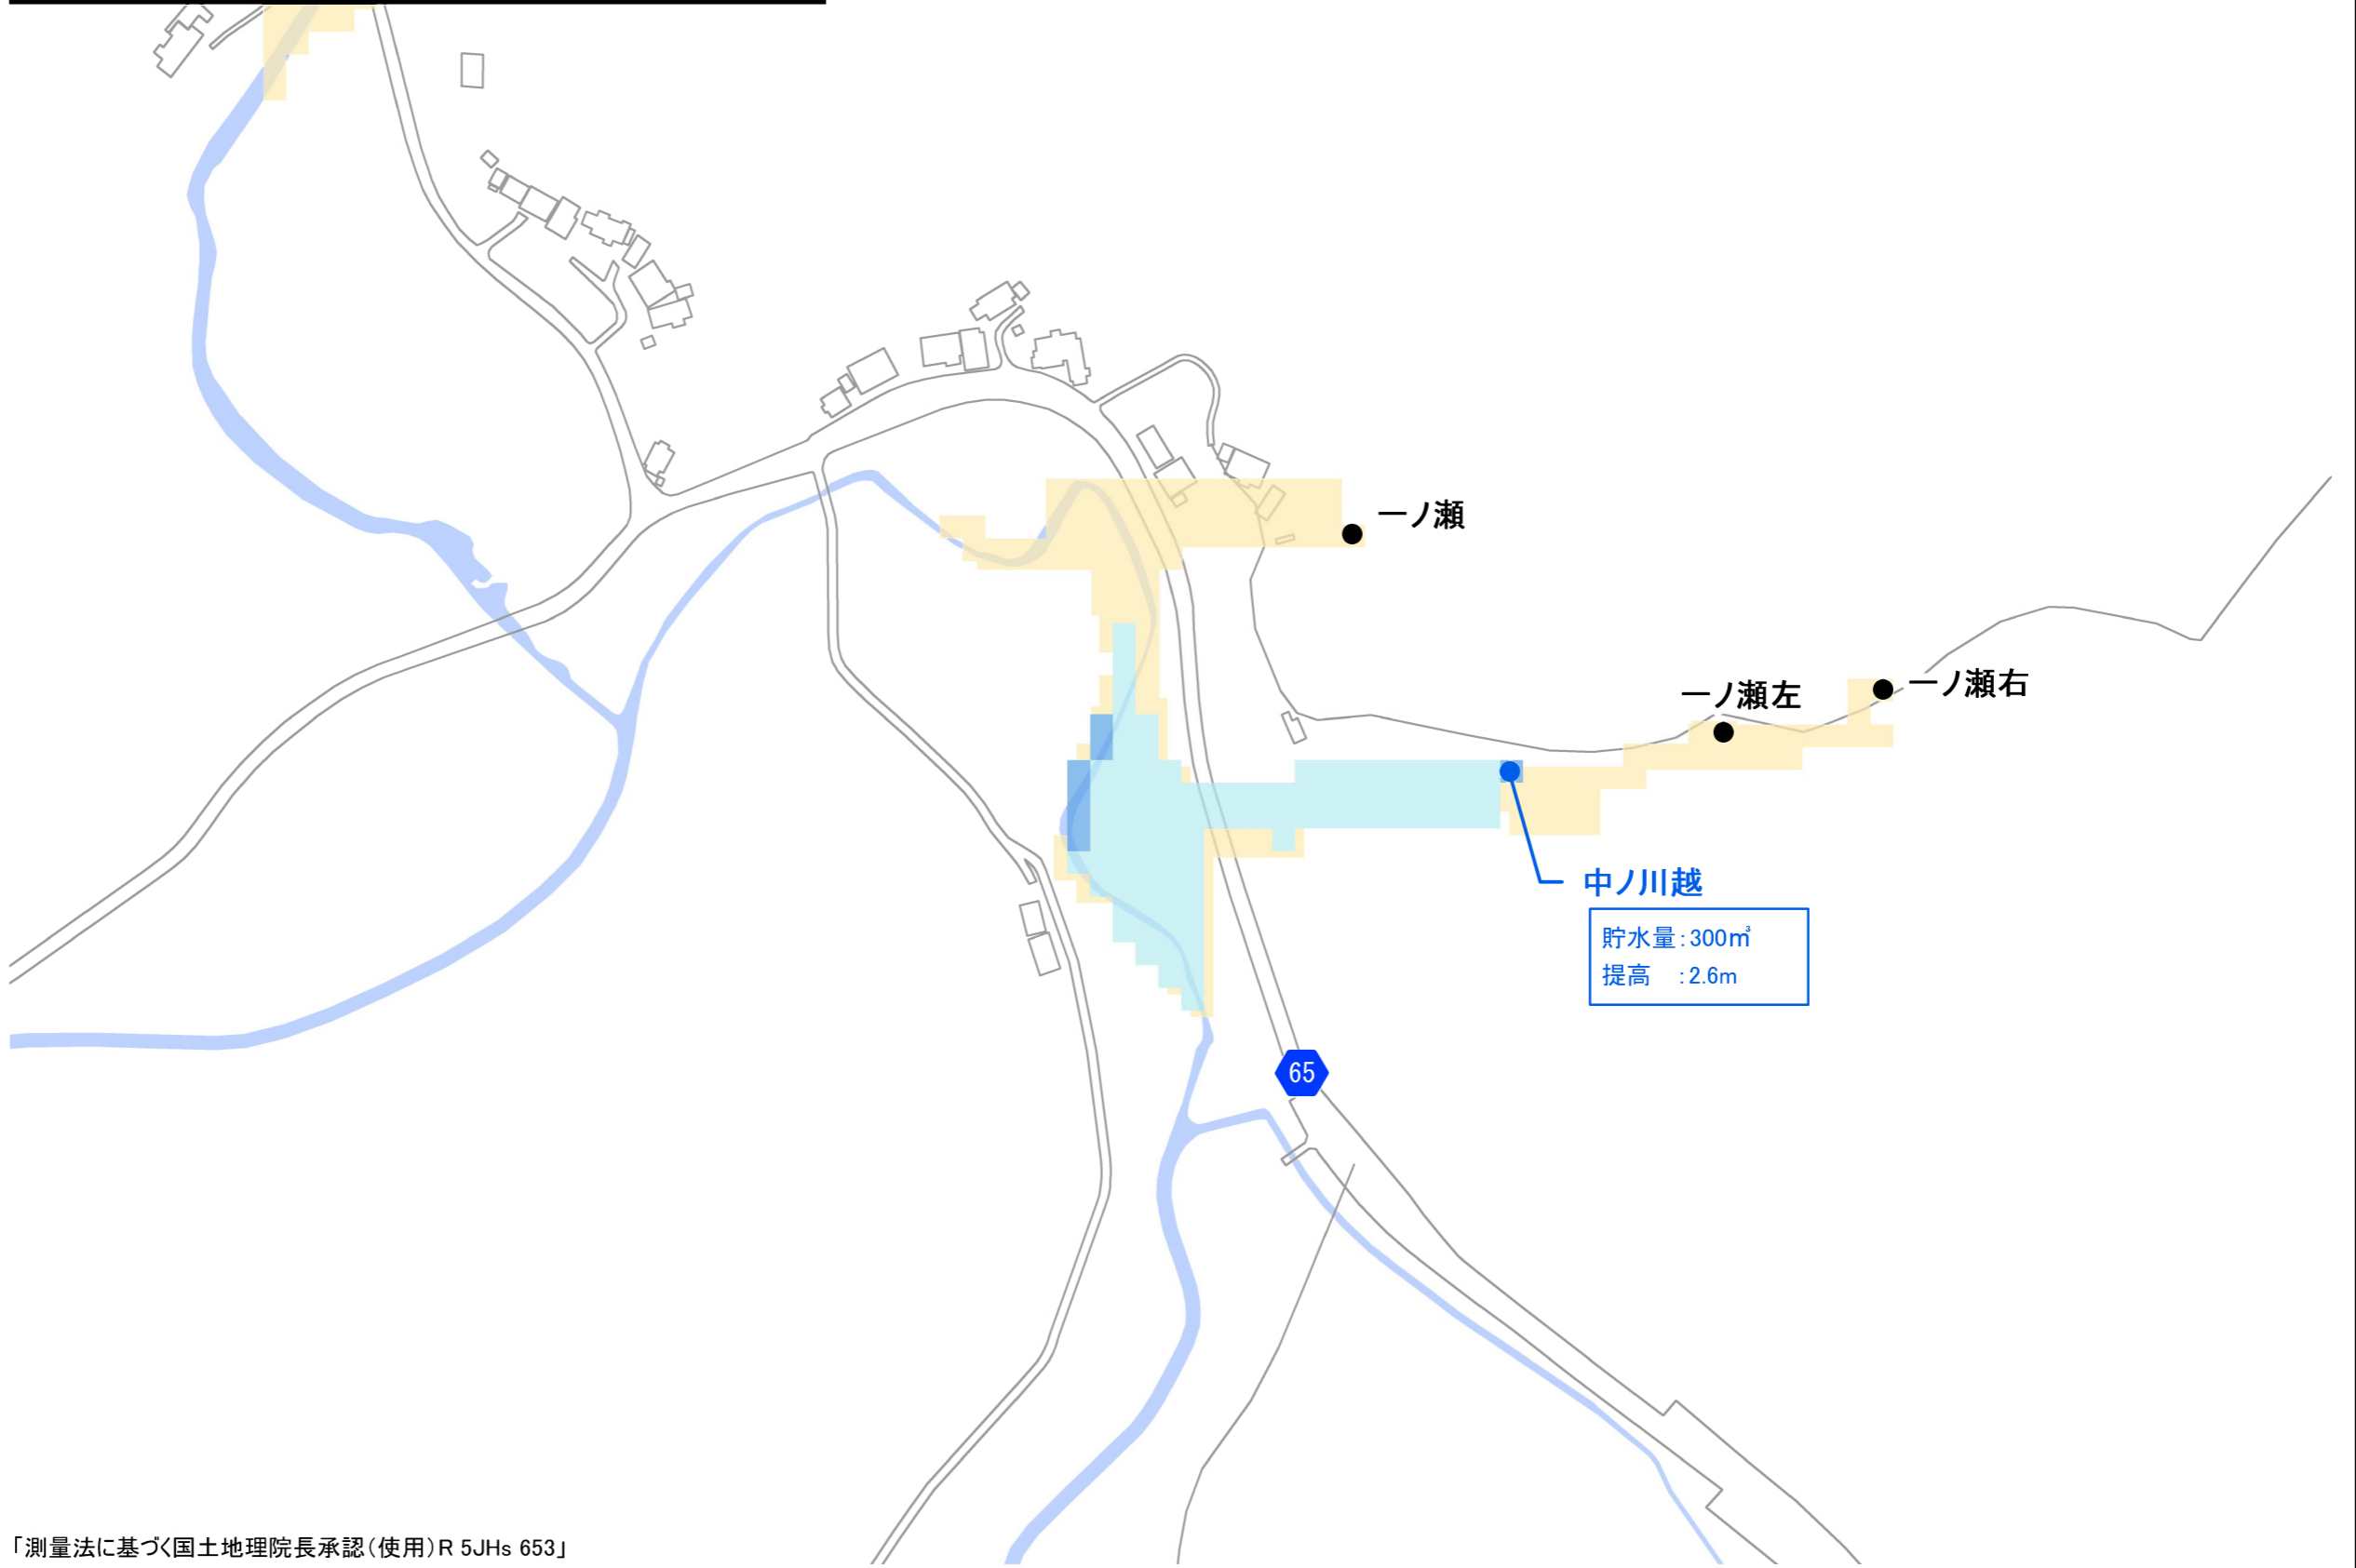 一ノ瀬
一ノ瀬右
一ノ瀬左
中ノ川越
貯水量:300㎥
提高 :2.6m
65
「測量法に基づく国土地理院長承認(使用)R 5JHs 653」